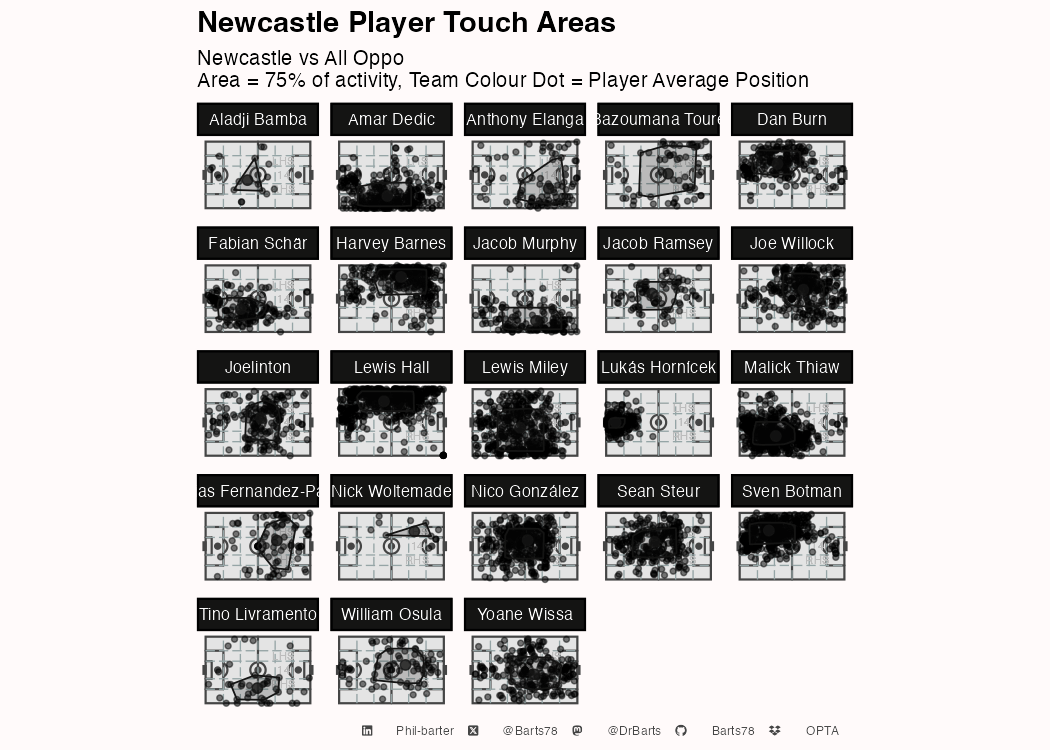 Newcastle Player Touch Areas
Newcastle vs All Oppo
Area = 75% of activity, Team Colour Dot = Player Average Position
Aladji Bamba
Amar Dedic
Anthony Elanga
Bazoumana Toure
Dan Burn
Fabian Schär
Harvey Barnes
Jacob Murphy
Jacob Ramsey
Joe Willock
Joelinton
Lewis Hall
Lewis Miley
Lukás Hornícek
Malick Thiaw
as Fernandez-Pa
Nick Woltemade
Nico González
Sean Steur
Sven Botman
Tino Livramento
William Osula
Yoane Wissa
Phil-barter @Barts78 @DrBarts Barts78 OPTA